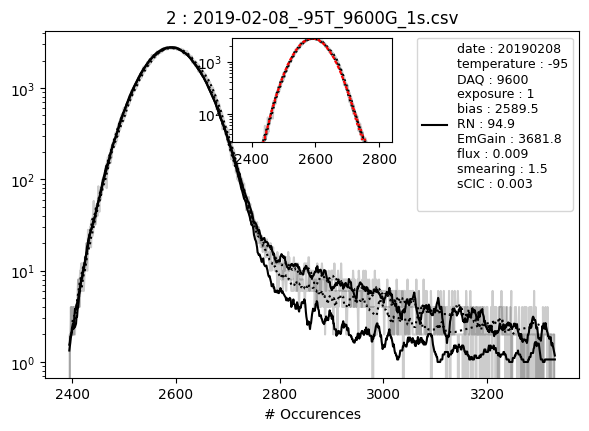 2 : 2019-02-08_-95T_9600G_1s.csv
10³
10²
10¹
10⁰
2400 2600 2800 3000 3200
# Occurences
10³
10²
2400 2600 2800
date : 20190208
temperature : -95
DAQ : 9600
exposure : 1
bias : 2589.5
RN : 94.9
EmGain : 3681.8
flux : 0.009
smearing : 1.5
sCIC : 0.003